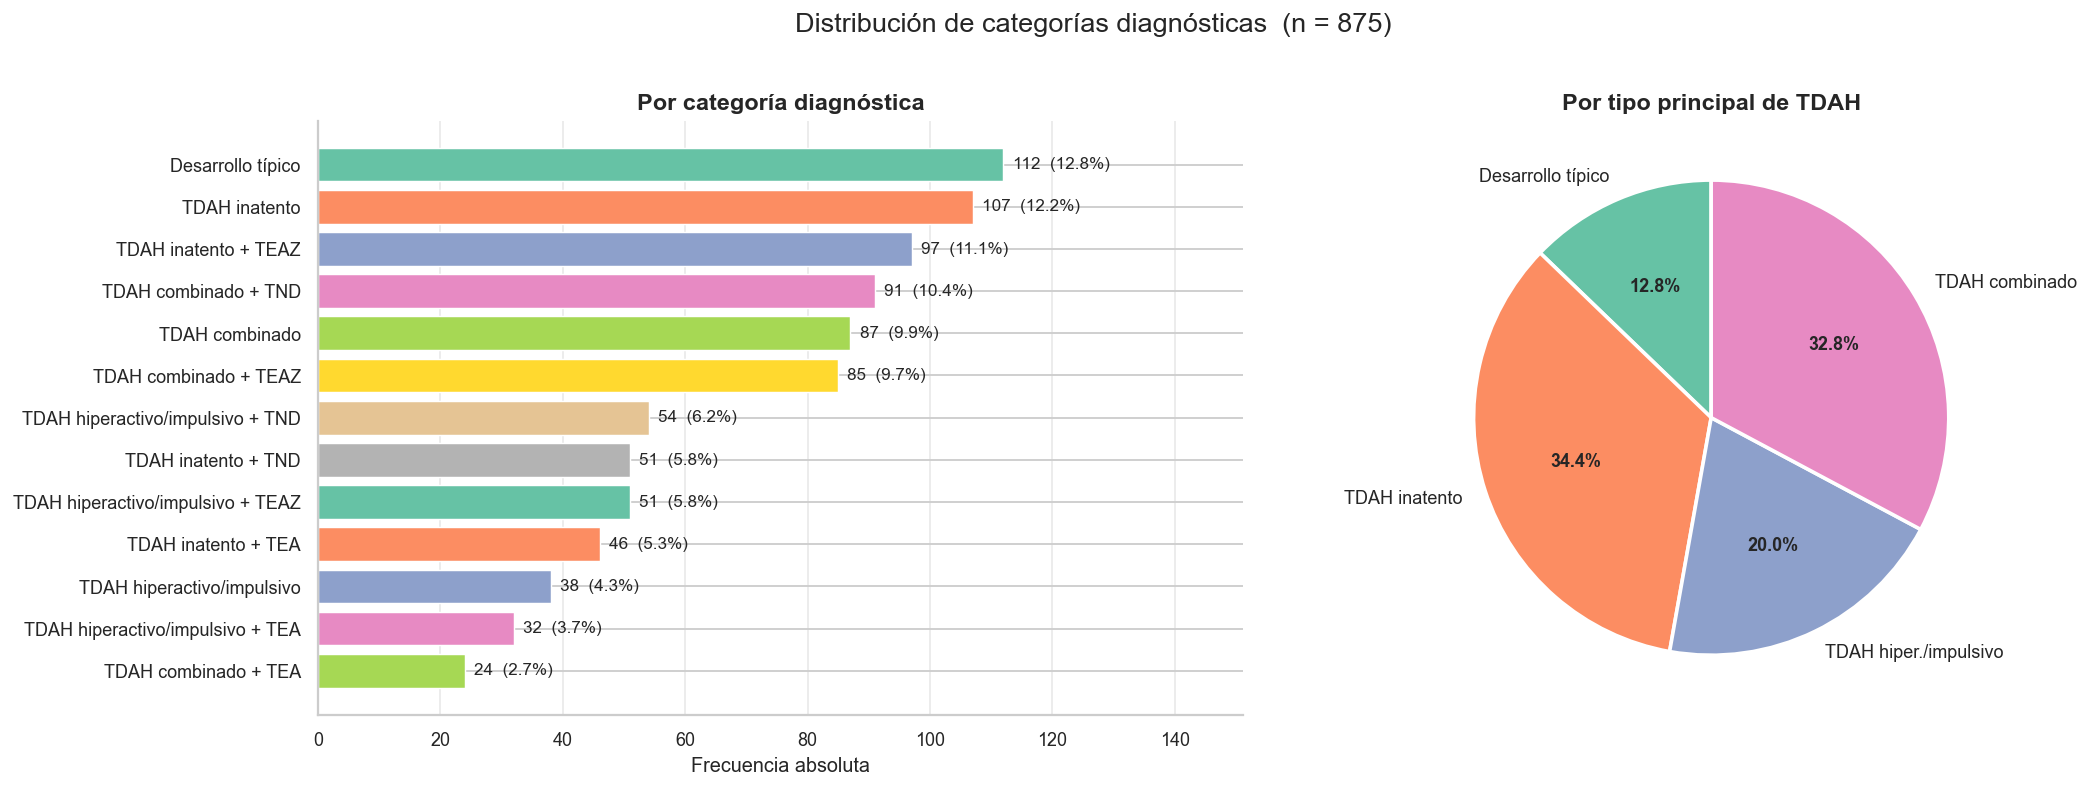 Distribución de categorías diagnósticas  (n = 875)
Por categoría diagnóstica
Desarrollo típico 112  (12.8%)
TDAH inatento 107  (12.2%)
TDAH inatento + TEAZ 97  (11.1%)
TDAH combinado + TND 91  (10.4%)
TDAH combinado 87  (9.9%)
TDAH combinado + TEAZ 85  (9.7%)
TDAH hiperactivo/impulsivo + TND 54  (6.2%)
TDAH inatento + TND 51  (5.8%)
TDAH hiperactivo/impulsivo + TEAZ 51  (5.8%)
TDAH inatento + TEA 46  (5.3%)
TDAH hiperactivo/impulsivo 38  (4.3%)
TDAH hiperactivo/impulsivo + TEA 32  (3.7%)
TDAH combinado + TEA 24  (2.7%)
0 20 40 60 80 100 120 140
Frecuencia absoluta
Por tipo principal de TDAH
Desarrollo típico
12.8%
TDAH combinado
32.8%
TDAH inatento
34.4%
20.0%
TDAH hiper./impulsivo